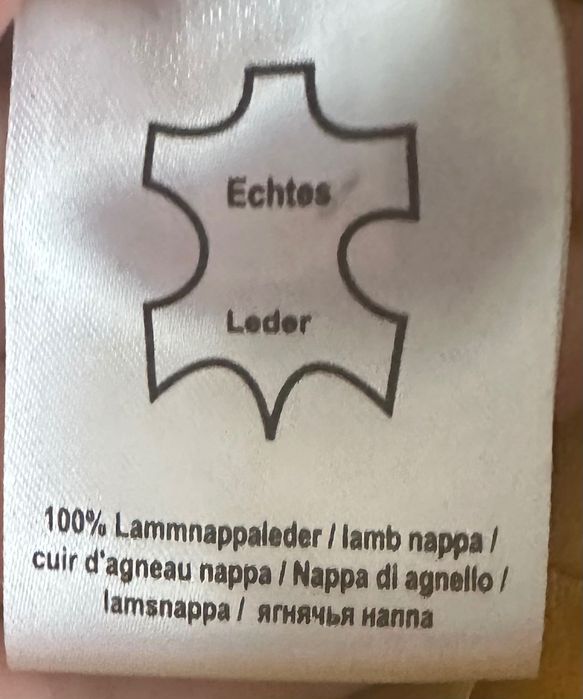 Echtes
Leder
100% Lammnappaleder / lamb nappa /
cuir d'agneau nappa / Nappa di agnello /
lamsnappa / ягнячья наппа